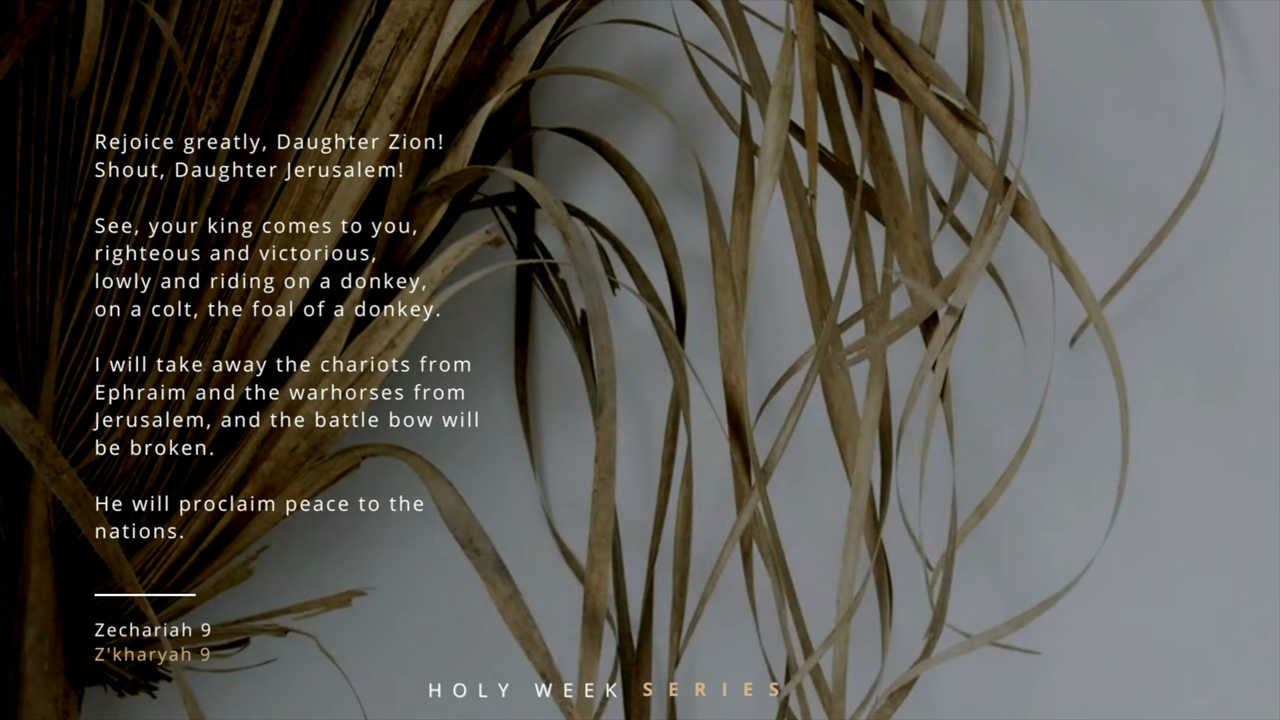 Rejoice greatly, Daughter Zion!
Shout, Daughter Jerusalem!
See, your king comes to you,
righteous and victorious,
lowly and riding on a donkey,
on a colt, the foal of a donkey.
I will take away the chariots from
Ephraim and the warhorses from
Jerusalem, and the battle bow will
be broken.
He will proclaim peace to the
nations.
Zechariah 9
Z'kharyah 9
HOLY WEEK SERIES